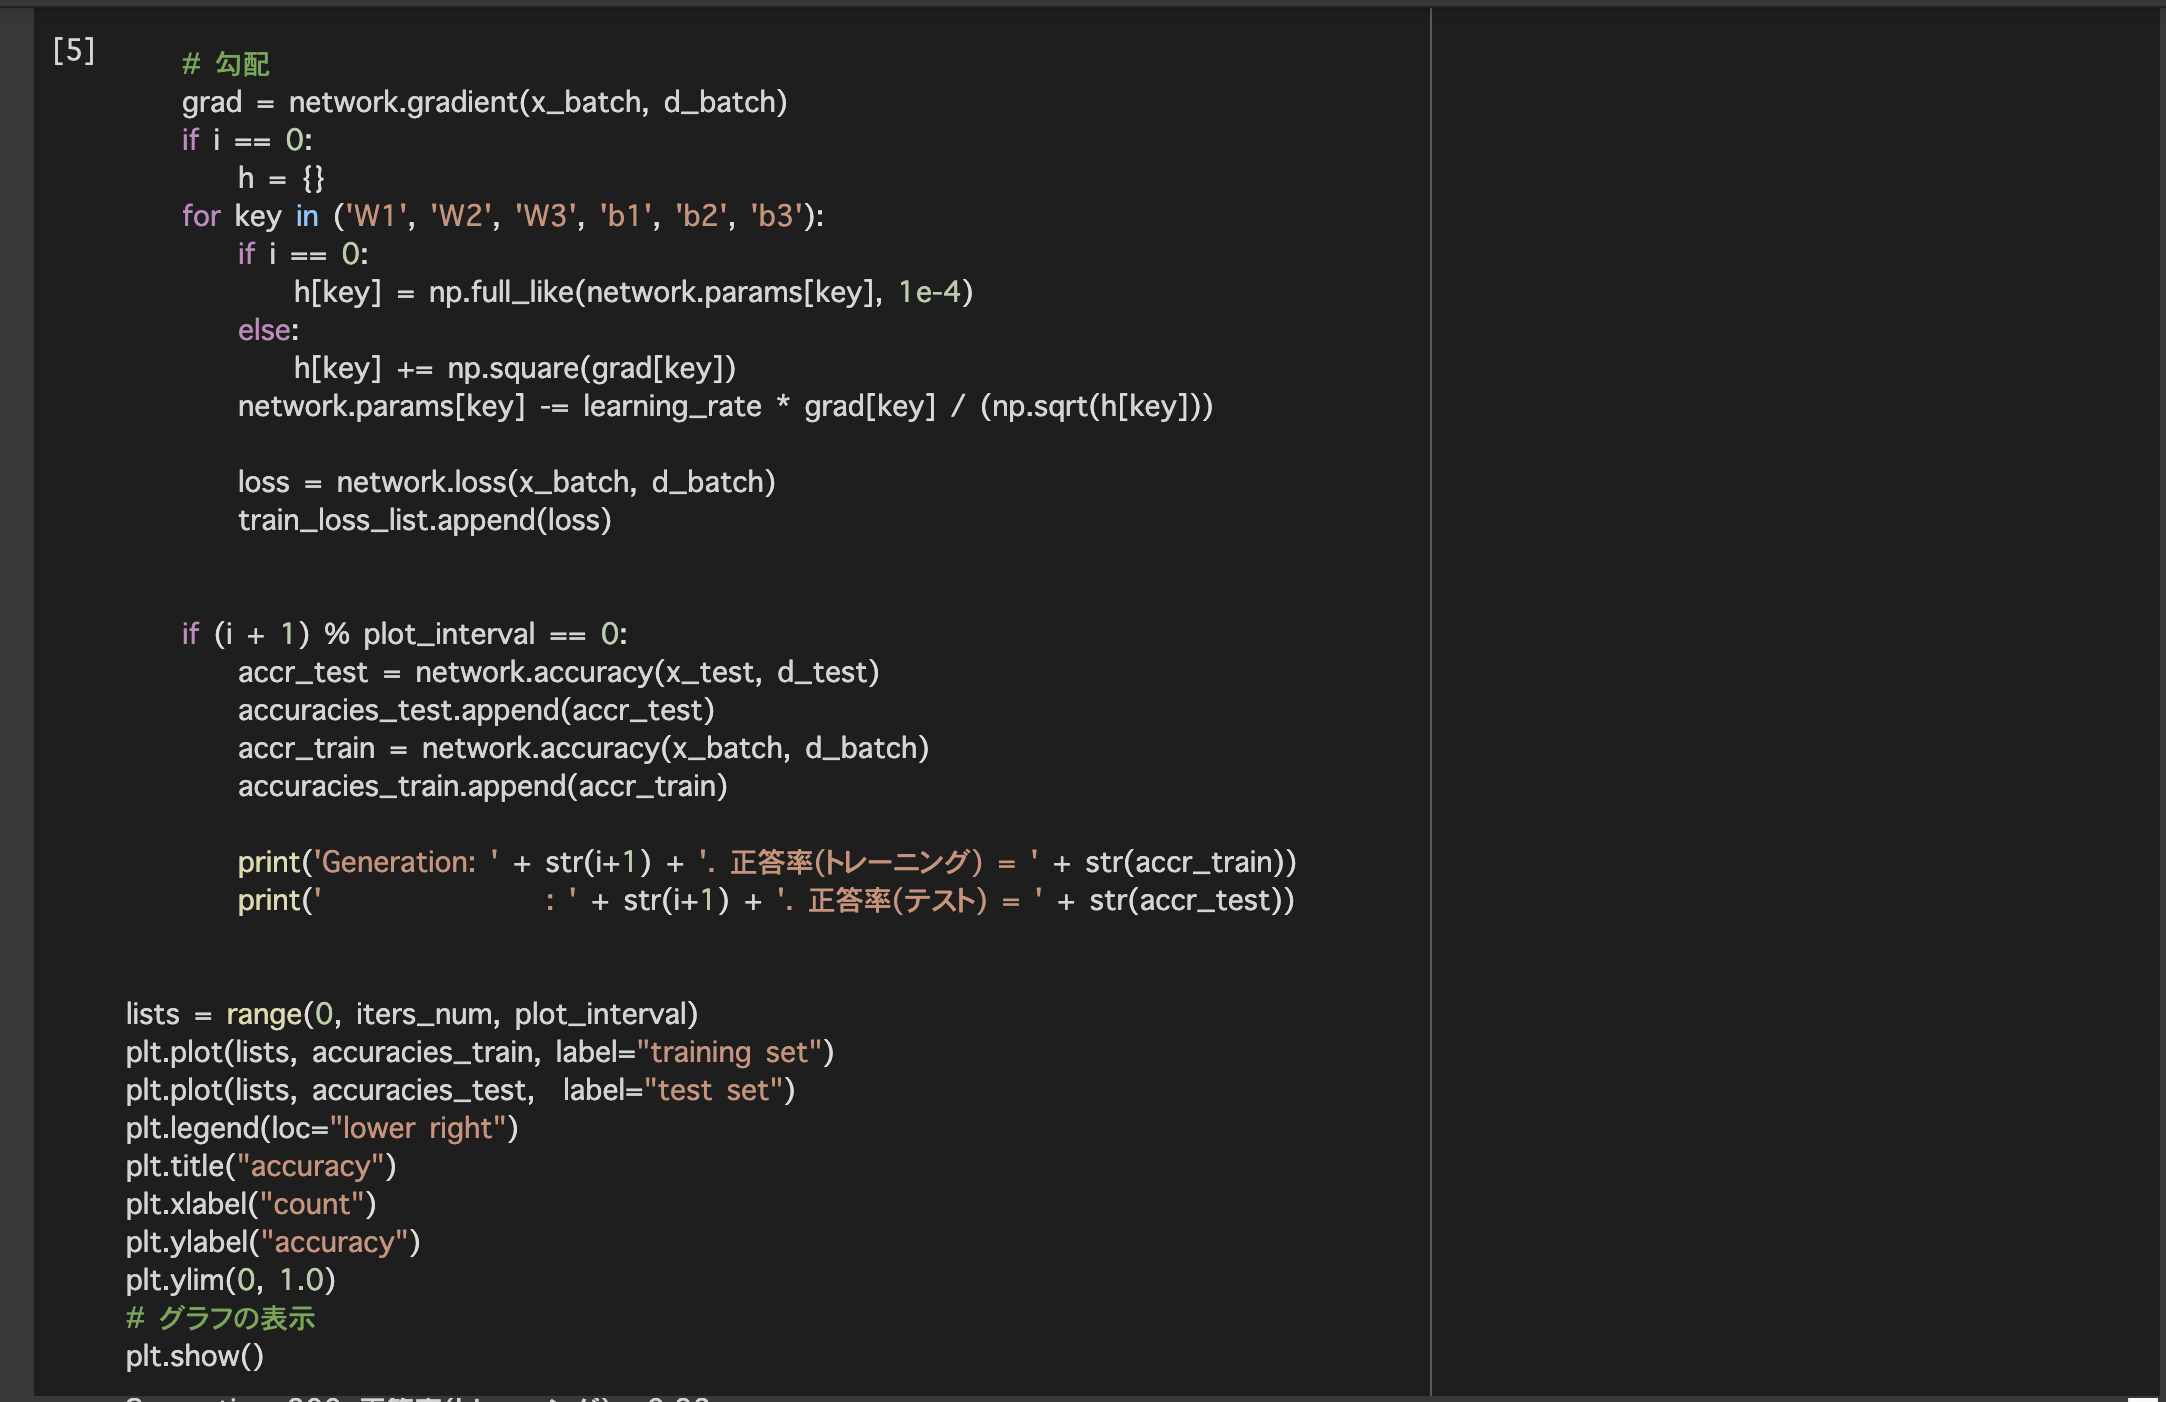 [5]
# 勾配
grad = network.gradient(x_batch, d_batch)
if i == 0:
h = {}
for key in ('W1', 'W2', 'W3', 'b1', 'b2', 'b3'):
if i == 0:
h[key] = np.full_like(network.params[key], 1e-4)
else:
h[key] += np.square(grad[key])
network.params[key] -= learning_rate * grad[key] / (np.sqrt(h[key]))
loss = network.loss(x_batch, d_batch)
train_loss_list.append(loss)
if (i + 1) % plot_interval == 0:
accr_test = network.accuracy(x_test, d_test)
accuracies_test.append(accr_test)
accr_train = network.accuracy(x_batch, d_batch)
accuracies_train.append(accr_train)
print('Generation: ' + str(i+1) + '. 正答率(トレーニング) = ' + str(accr_train))
print('                : ' + str(i+1) + '. 正答率(テスト) = ' + str(accr_test))
lists = range(0, iters_num, plot_interval)
plt.plot(lists, accuracies_train, label="training set")
plt.plot(lists, accuracies_test,  label="test set")
plt.legend(loc="lower right")
plt.title("accuracy")
plt.xlabel("count")
plt.ylabel("accuracy")
plt.ylim(0, 1.0)
# グラフの表示
plt.show()